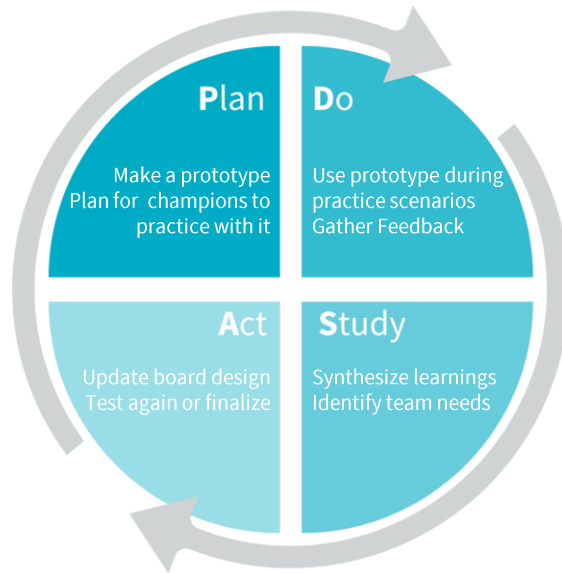 Plan
Make a prototype
Plan for champions to
practice with it
Do
Use prototype during
practice scenarios
Gather Feedback
Act
Update board design
Test again or finalize
Study
Synthesize learnings
Identify team needs